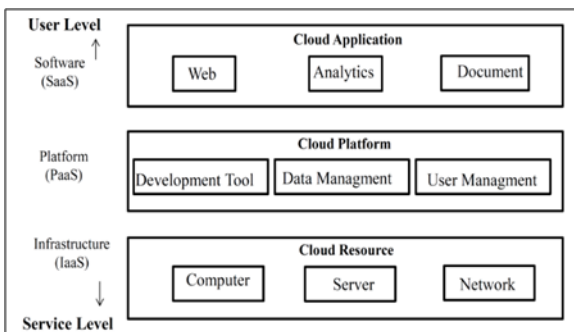 User Level
Cloud Application
Software
(SaaS)
Web
Analytics
Document
Cloud Platform
Platform
(PaaS)
Development Tool
Data Managment
User Managment
Infrastructure
(IaaS)
Cloud Resource
Computer
Server
Network
Service Level